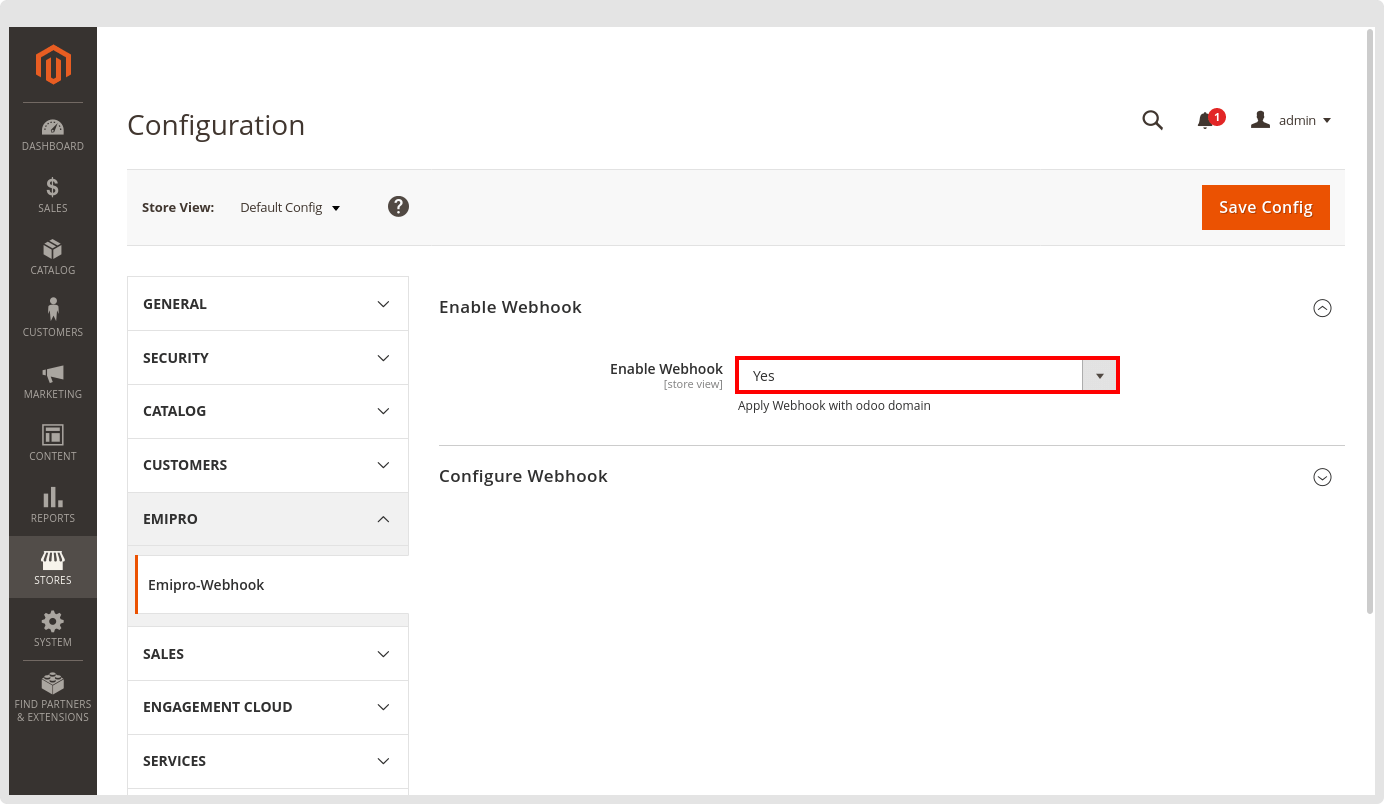 DASHBOARD
SALES
CATALOG
CUSTOMERS
MARKETING
CONTENT
REPORTS
STORES
SYSTEM
FIND PARTNERS
& EXTENSIONS
Configuration
1
admin
Store View:
Default Config
?
Save Config
GENERAL
SECURITY
CATALOG
CUSTOMERS
EMIPRO
Emipro-Webhook
SALES
ENGAGEMENT CLOUD
SERVICES
Enable Webhook
Enable Webhook
[store view]
Yes
Apply Webhook with odoo domain
Configure Webhook